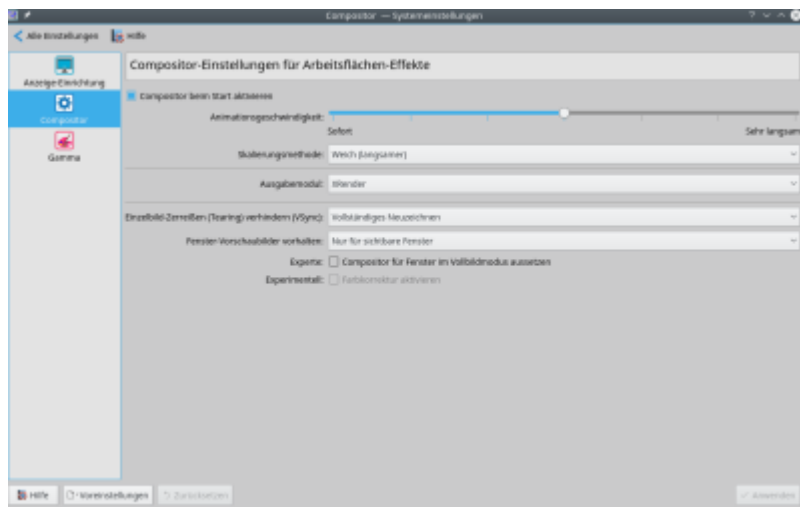 Compositor — Systemeinstellungen
Alle Einstellungen Hilfe
Anzeige-Einrichtung
Compositor
Gamma
Compositor-Einstellungen für Arbeitsflächen-Effekte
Compositor beim Start aktivieren
Animationsgeschwindigkeit:
Sofort Sehr langsam
Skalierungsmethode: Weich (langsamer)
Ausgabemodul: XRender
Einzelbild-Zerreißen (Tearing) verhindern (VSync): Vollständiges Neuzeichnen
Fenster-Vorschaubilder vorhalten: Nur für sichtbare Fenster
Experte: Compositor für Fenster im Vollbildmodus aussetzen
Experimentell: Farbkorrektur aktivieren
Hilfe Voreinstellungen Zurücksetzen Anwenden